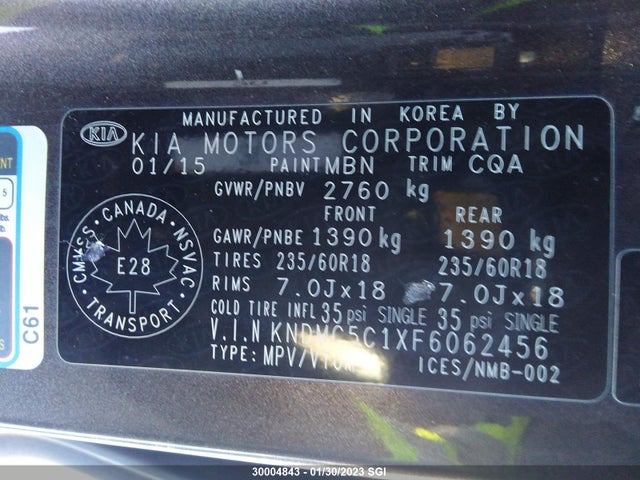 MANUFACTURED IN KOREA BY
KIA KIA MOTORS CORPORATION
01/15 PAINT MBN TRIM CQA
GVWR/PNBV 2760 kg
FRONT REAR
GAWR/PNBE 1390 kg 1390 kg
TIRES 235/60R18 235/60R18
RIMS 7.0Jx18 7.0Jx18
COLD TIRE INFL 35 psi SINGLE 35 psi SINGLE
V.I.N KNDMC5C1XF6062456
TYPE: MPV/
ICES/NMB-002
CANADA
CMVSS NSVAC
E28
TRANSPORT
C61
5
30004843 - 01/30/2023 SGI